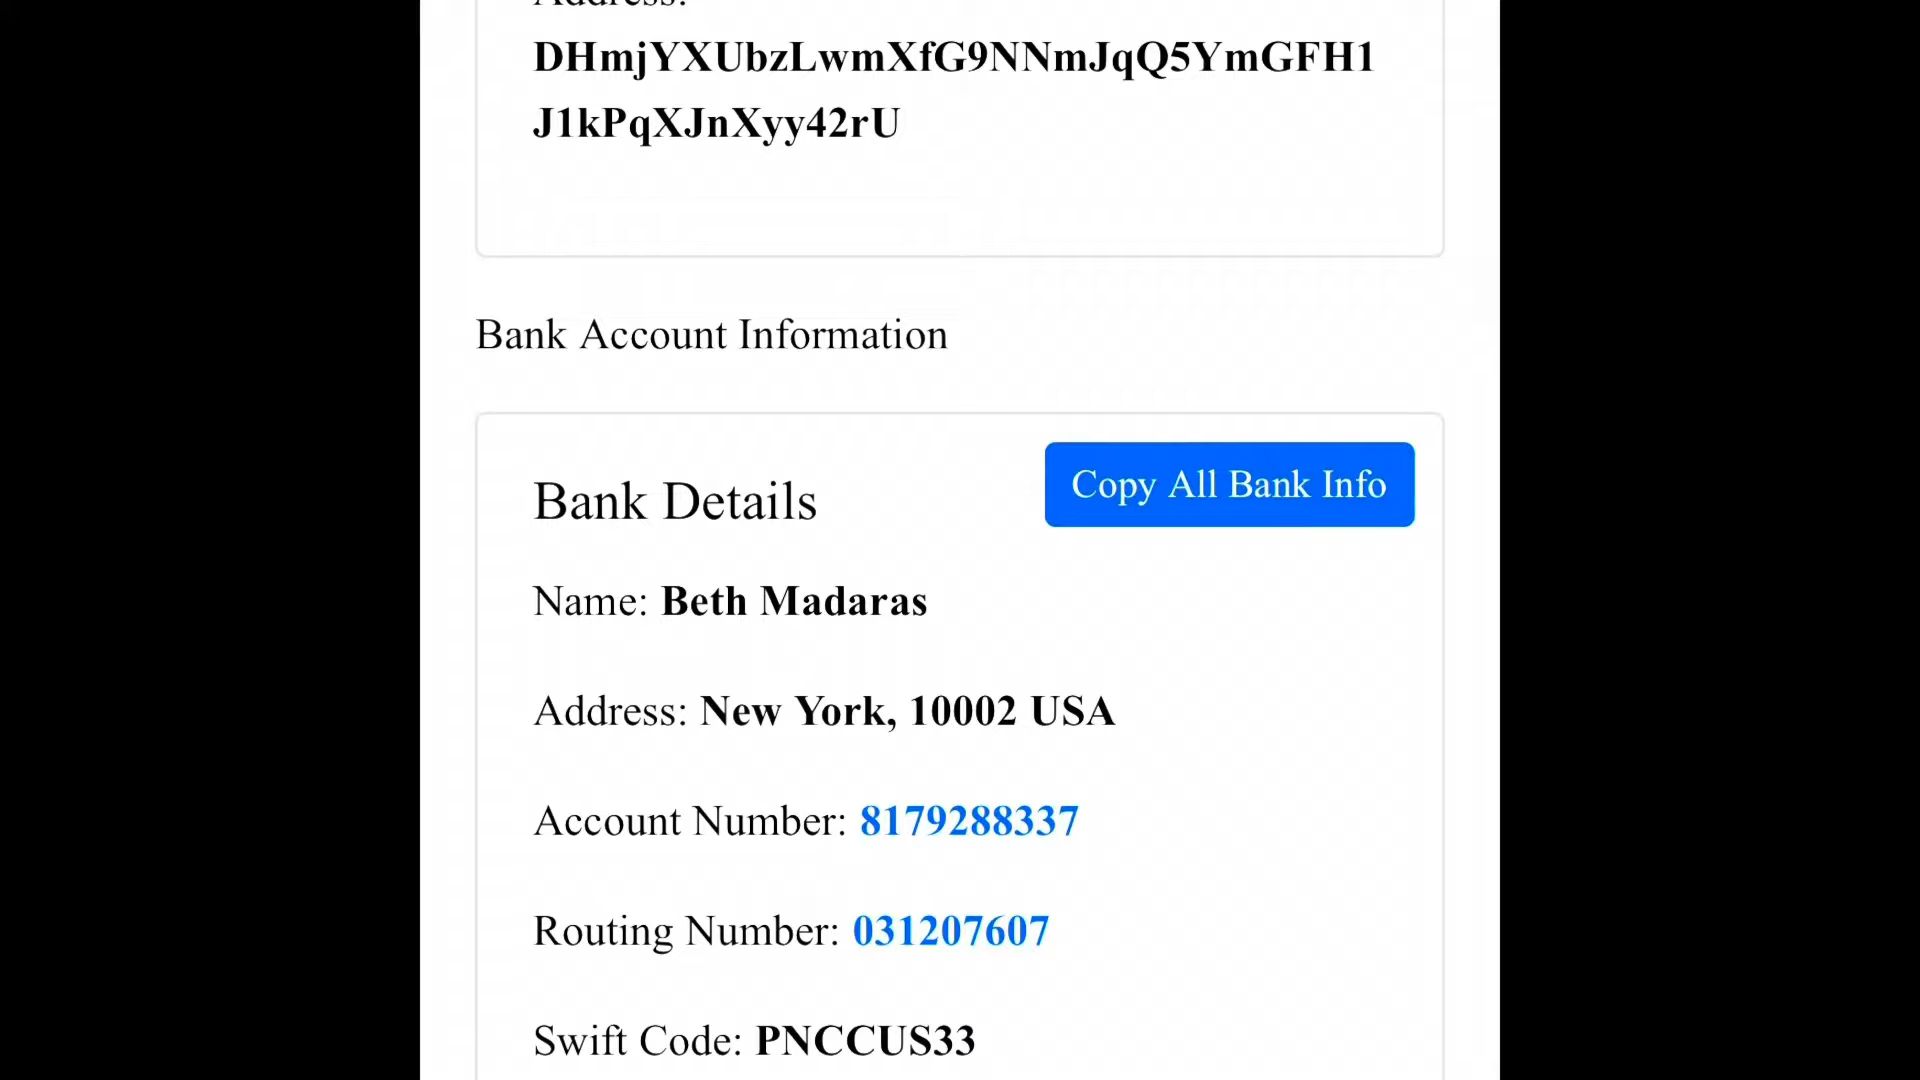 Address:
DHmjYXUbzLwmXfG9NNmJqQ5YmGFH1
J1kPqXJnXyy42rU
Bank Account Information
Copy All Bank Info
Bank Details
Name: Beth Madaras
Address: New York, 10002 USA
Account Number: 8179288337
Routing Number: 031207607
Swift Code: PNCCUS33